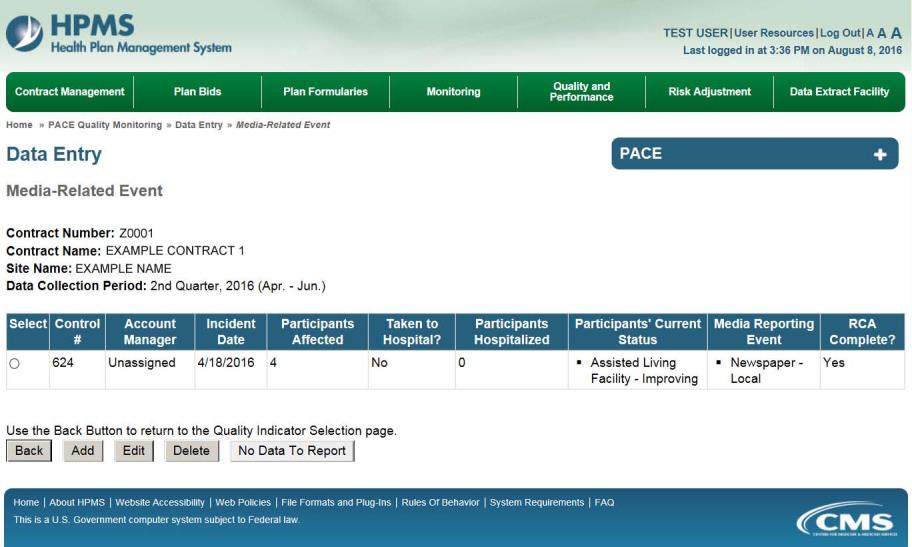 HPMS
Health Plan Management System
TEST USER|User Resources|Log Out|A A A
Last logged in at 3:36 PM on August 8, 2016
Contract Management
Plan Bids
Plan Formularies
Monitoring
Quality and
Performance
Risk Adjustment
Data Extract Facility
Home » PACE Quality Monitoring » Data Entry » Media-Related Event
Data Entry
PACE +
Media-Related Event
Contract Number: Z0001
Contract Name: EXAMPLE CONTRACT 1
Site Name: EXAMPLE NAME
Data Collection Period: 2nd Quarter, 2016 (Apr. - Jun.)
Select Control Account Incident Participants Taken to Participants Participants' Current Media Reporting RCA
# Manager Date Affected Hospital? Hospitalized Status Event Complete?
624 Unassigned 4/18/2016 4 No 0 ▪ Assisted Living ▪ Newspaper - Yes
Facility - Improving Local
Use the Back Button to return to the Quality Indicator Selection page.
Back Add Edit Delete No Data To Report
Home | About HPMS | Website Accessibility | Web Policies | File Formats and Plug-Ins | Rules Of Behavior | System Requirements | FAQ
This is a U.S. Government computer system subject to Federal law.
CMS
CENTERS FOR MEDICARE & MEDICAID SERVICES